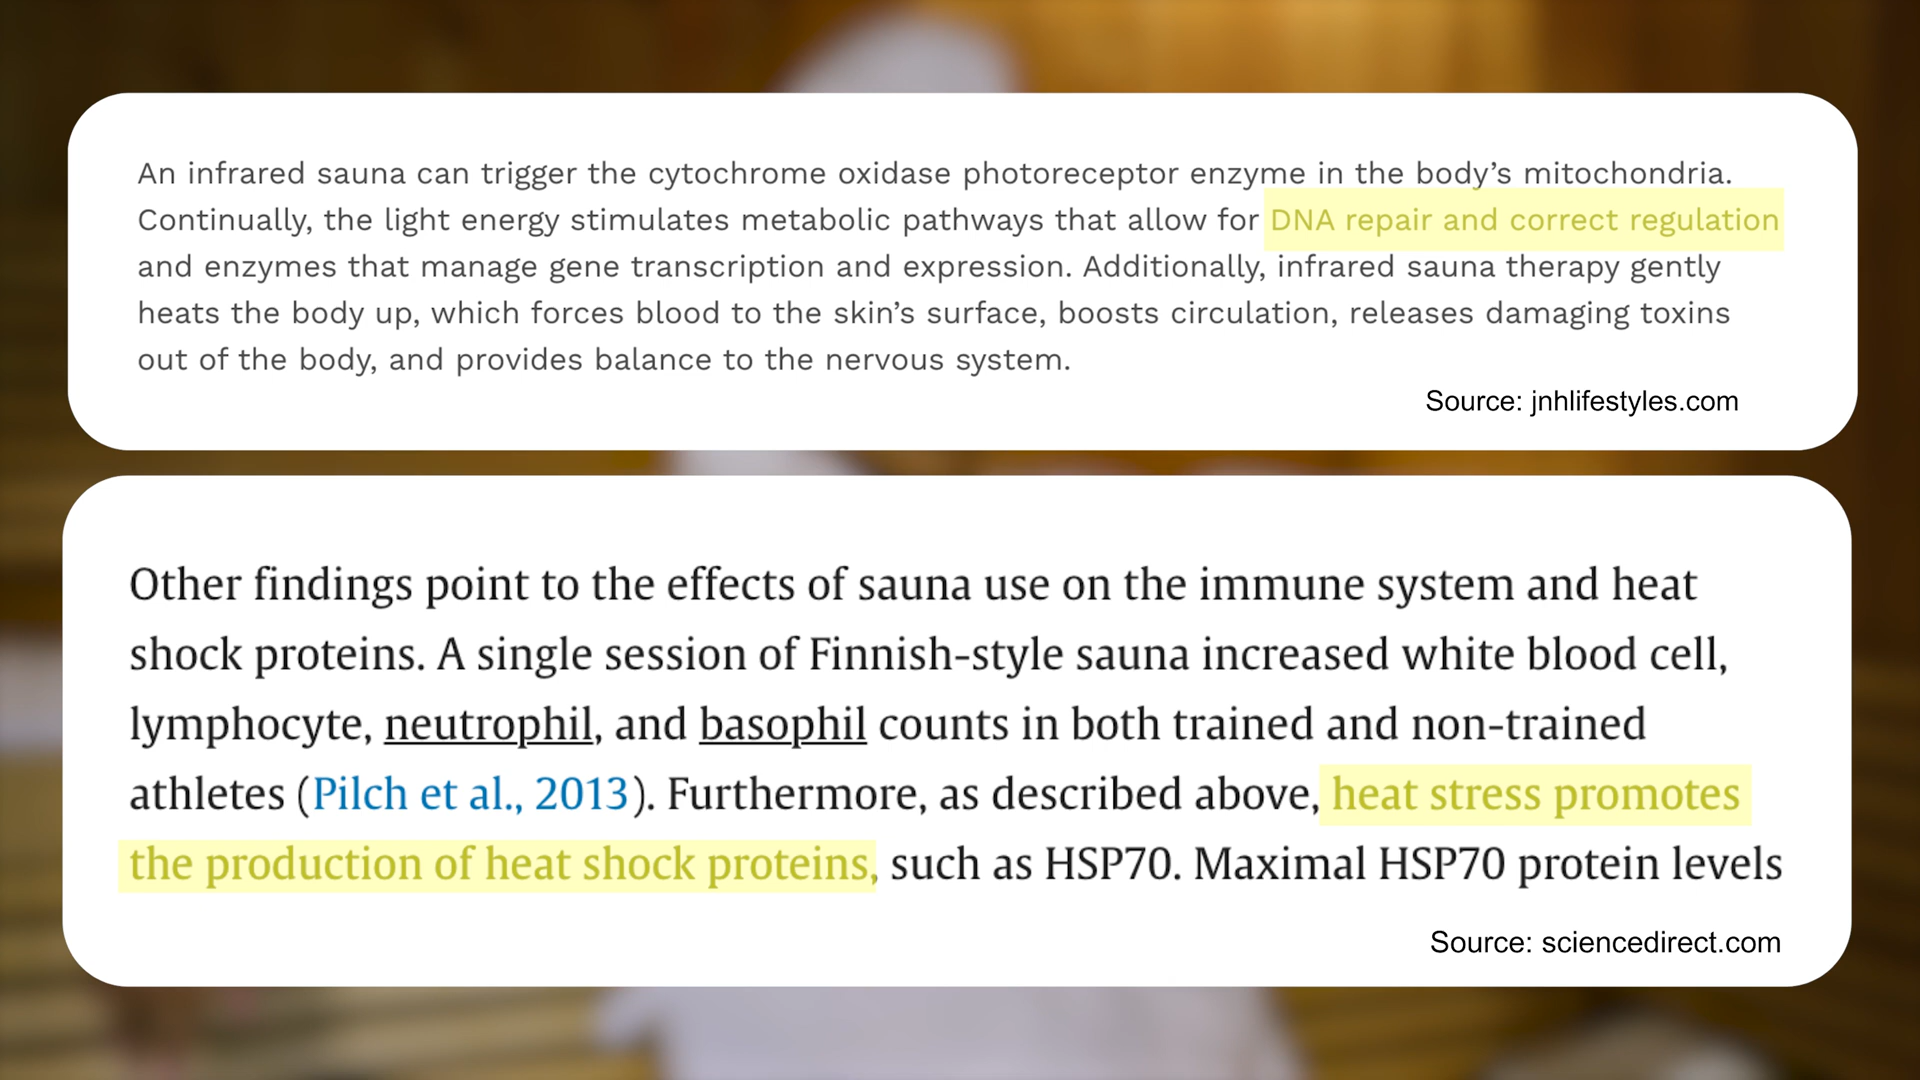 An infrared sauna can trigger the cytochrome oxidase photoreceptor enzyme in the body’s mitochondria.
Continually, the light energy stimulates metabolic pathways that allow for DNA repair and correct regulation
and enzymes that manage gene transcription and expression. Additionally, infrared sauna therapy gently
heats the body up, which forces blood to the skin’s surface, boosts circulation, releases damaging toxins
out of the body, and provides balance to the nervous system.
Source: jnhlifestyles.com
Other findings point to the effects of sauna use on the immune system and heat
shock proteins. A single session of Finnish-style sauna increased white blood cell,
lymphocyte, neutrophil, and basophil counts in both trained and non-trained
athletes (Pilch et al., 2013). Furthermore, as described above, heat stress promotes
the production of heat shock proteins, such as HSP70. Maximal HSP70 protein levels
Source: sciencedirect.com